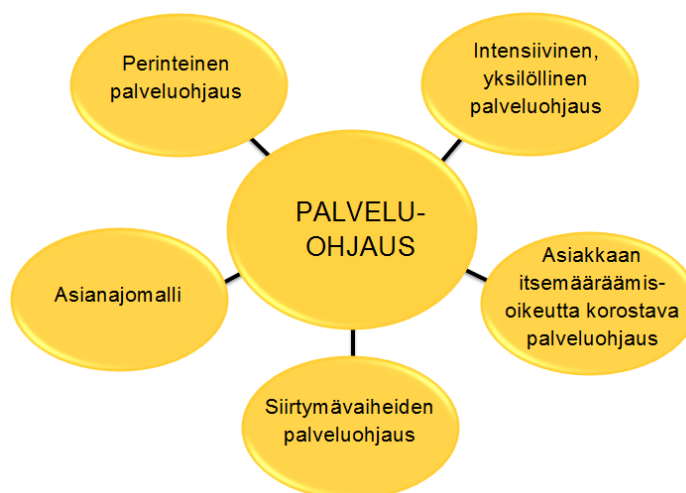 Perinteinen
palveluohjaus
Intensiivinen,
yksilöllinen
palveluohjaus
PALVELU-
OHJAUS
Asianajomalli
Asiakkaan
itsemääräämis-
oikeutta korostava
palveluohjaus
Siirtymävaiheiden
palveluohjaus